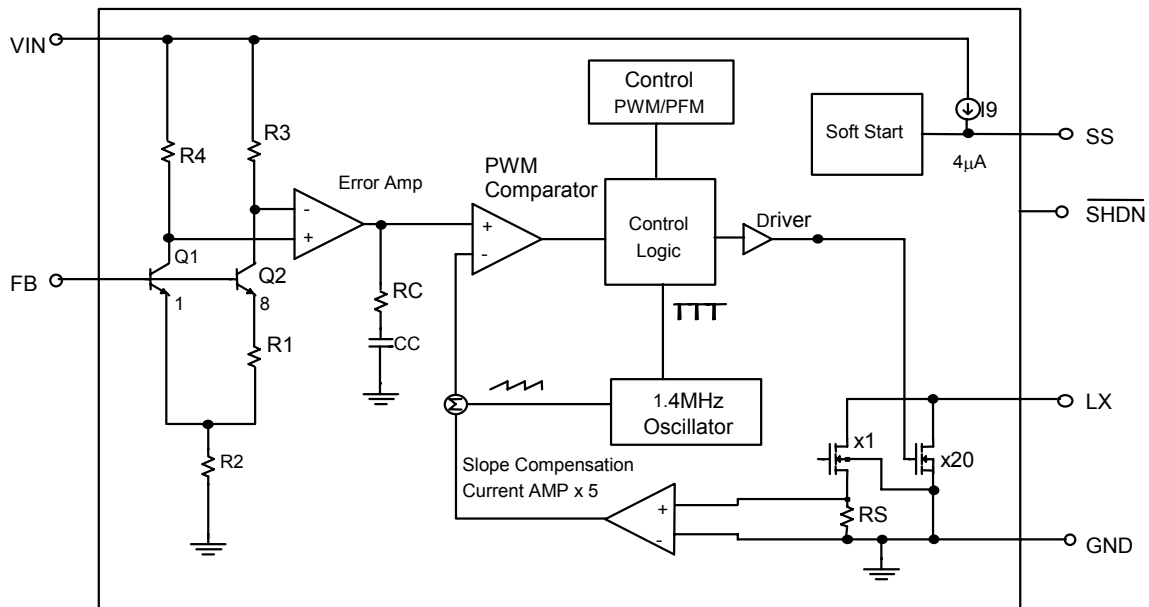 VIN
Control
PWM/PFM
I9
Soft Start
4μA
SS
R4
R3
Error Amp
PWM
Comparator
-
+
+
-
Control
Logic
Driver
SHDN
FB
Q1
Q2
1
8
RC
CC
R1
R2
Σ
1.4MHz
Oscillator
LX
x1
x20
Slope Compensation
Current AMP x 5
+
-
RS
GND